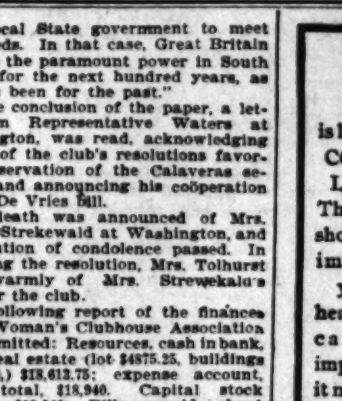 cal State government to meet
ds. In that case, Great Britain
the paramount power in South
for the next hundred years, as
been for the past."
e conclusion of the paper, a let-
m Representative Waters at
gton, was read, acknowledging
of the club's resolutions favor-
servation of the Calaveras se-
and announcing his coöperation
De Vries bill.
death was announced of Mrs.
Strekewald at Washington, and
ution of condolence passed. In
g the resolution, Mrs. Tolhurst
warmly of Mrs. Strewekald's
r the club.
ollowing report of the finances
Woman's Clubhouse Association
mitted: Resources, cash in bank,
eal estate (lot $4875.25, buildings
.) $18,613.75; expense account,
total, $18,940. Capital stock
is l
CO
L
Th
sho
im
y
hea
ca
imp
it n